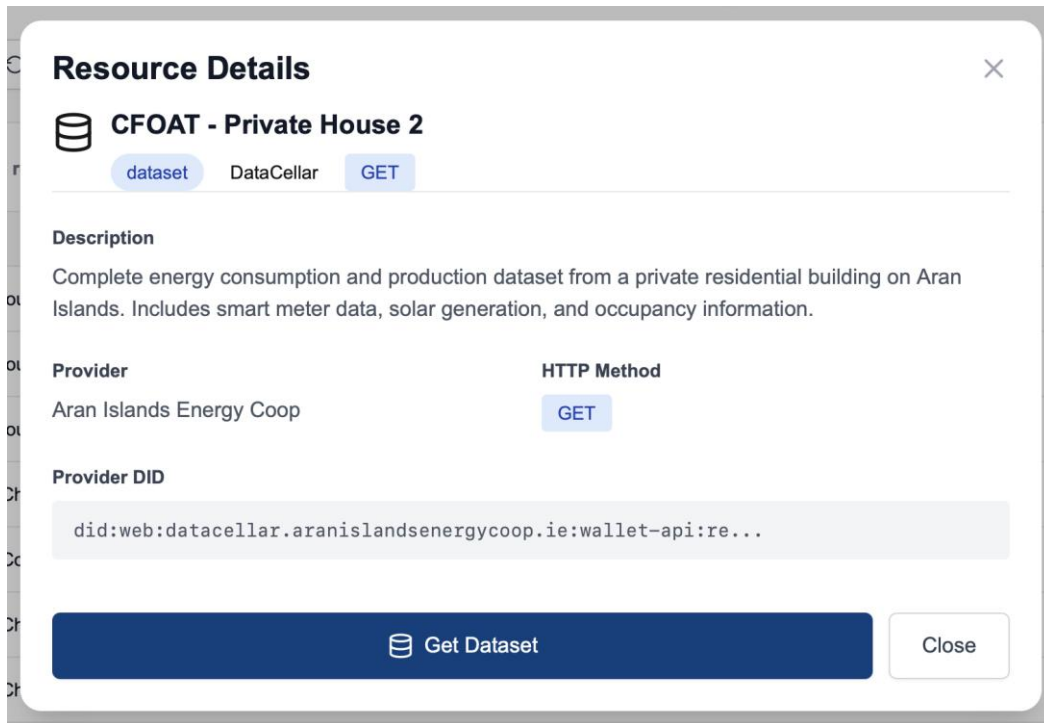 Resource Details
CFOAT - Private House 2
dataset DataCellar GET
Description
Complete energy consumption and production dataset from a private residential building on Aran
Islands. Includes smart meter data, solar generation, and occupancy information.
Provider HTTP Method
Aran Islands Energy Coop GET
Provider DID
did:web:datacellar.aranislandsenergycoop.ie:wallet-api:re...
Get Dataset Close